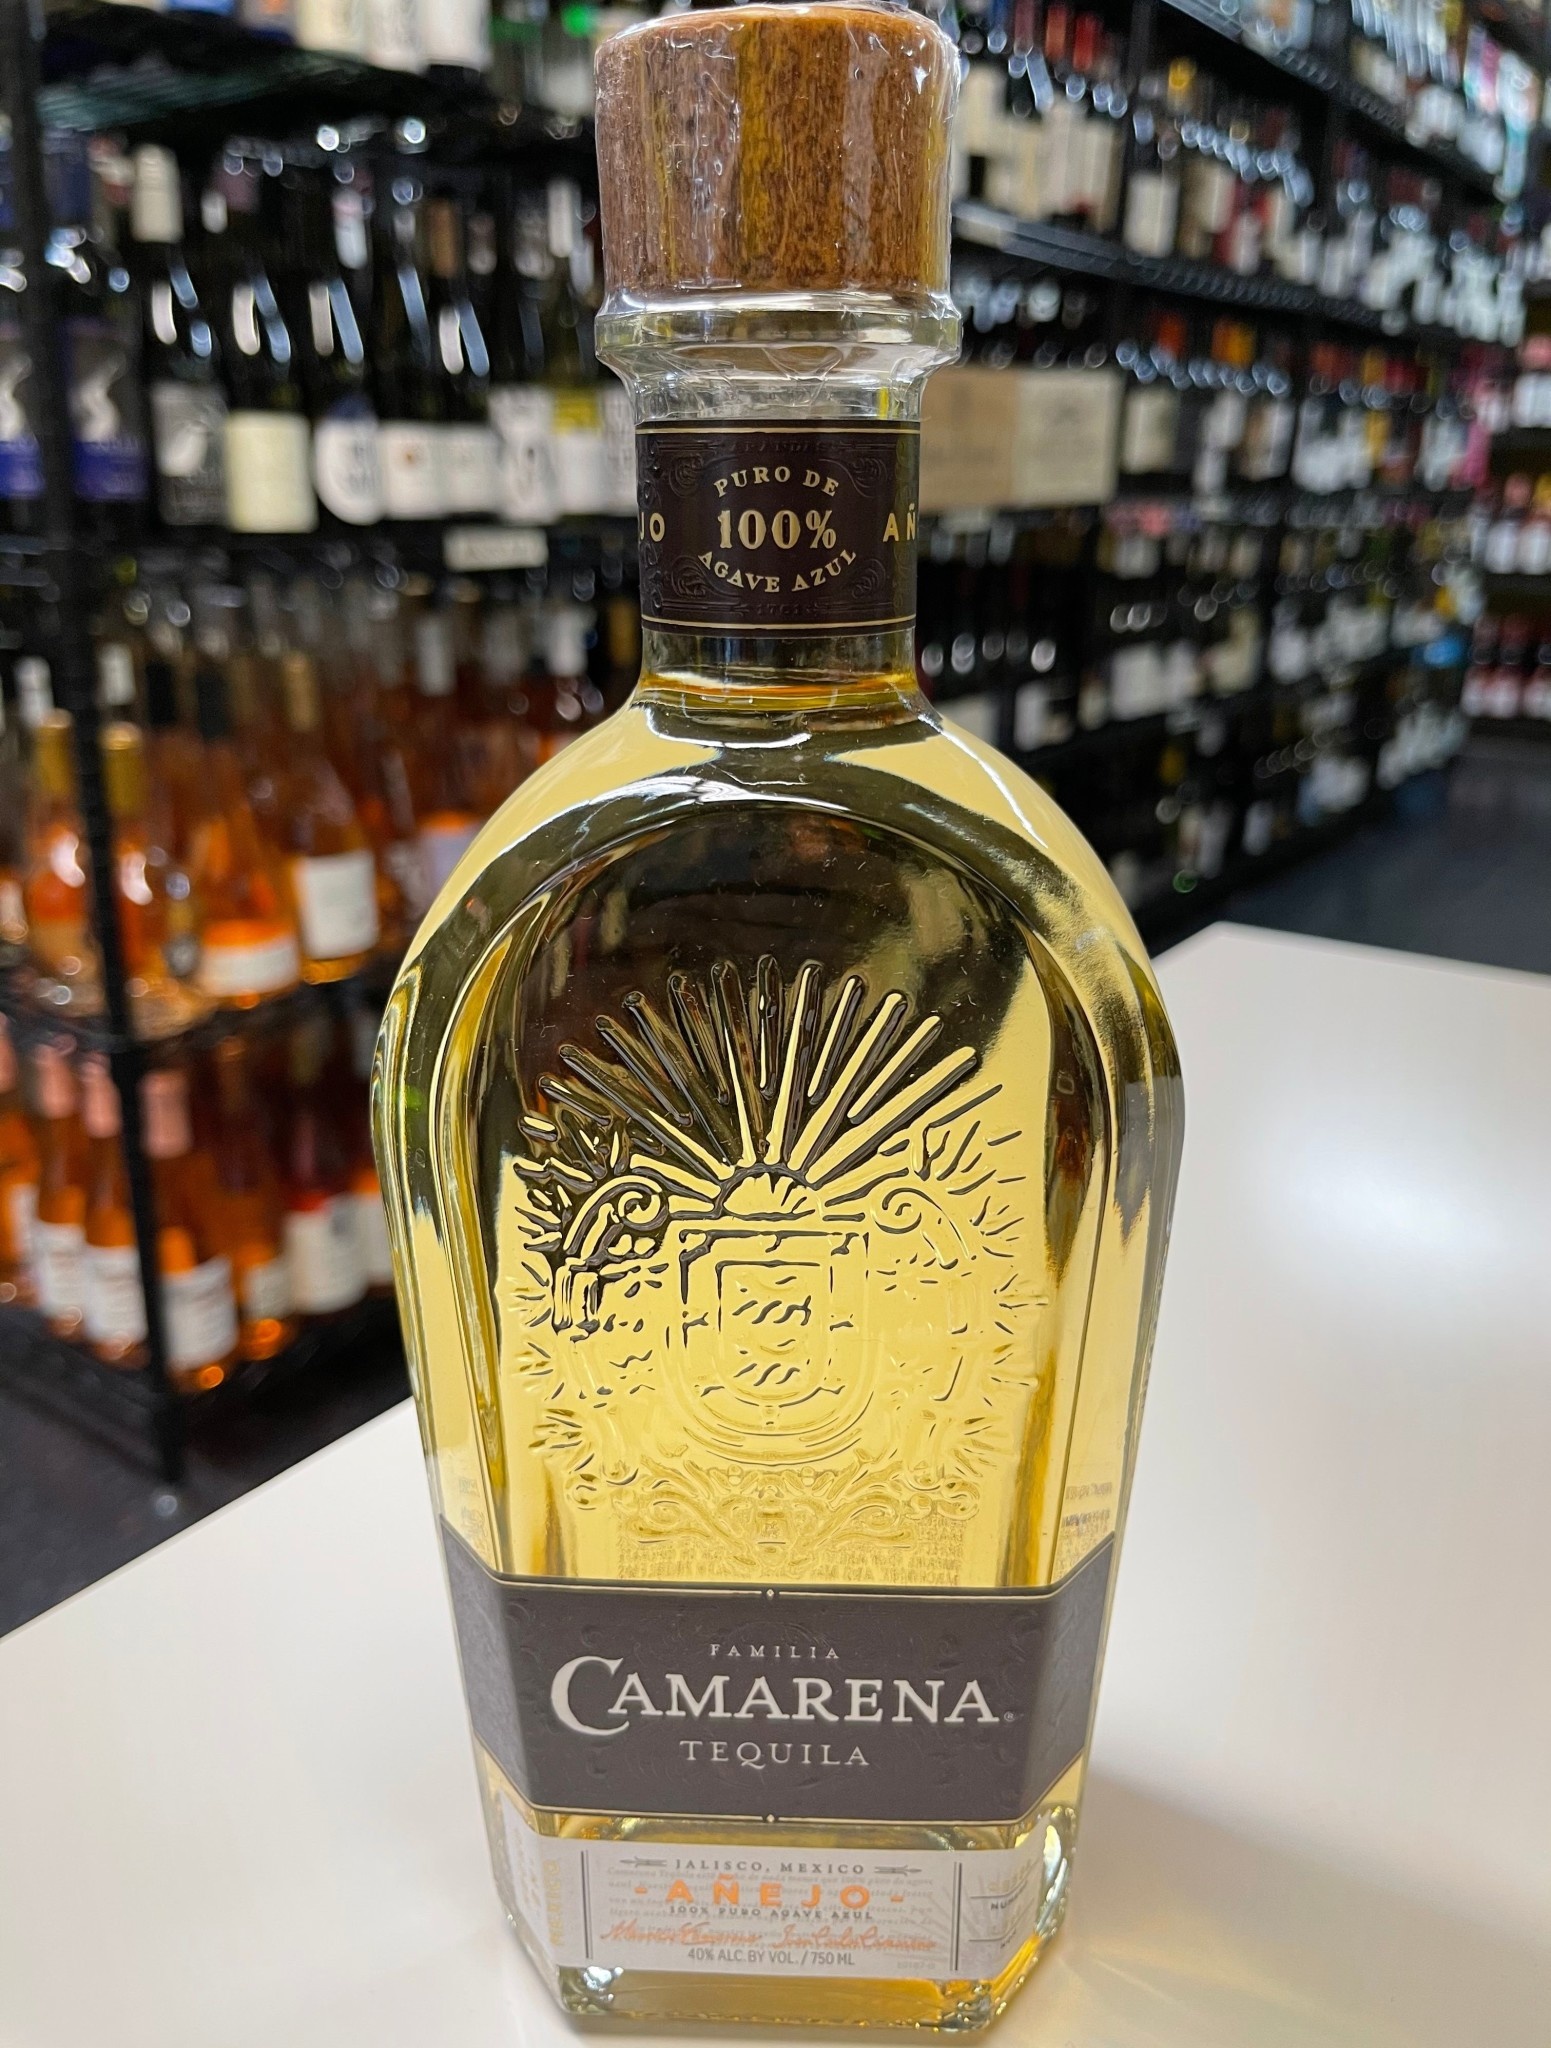 PURO DE
JO 100% AÑ
AGAVE AZUL
FAMILIA
CAMARENA®
TEQUILA
JALISCO, MEXICO
-AÑEJO-
100% PURO AGAVE AZUL
40% ALC. BY VOL. / 750 ML